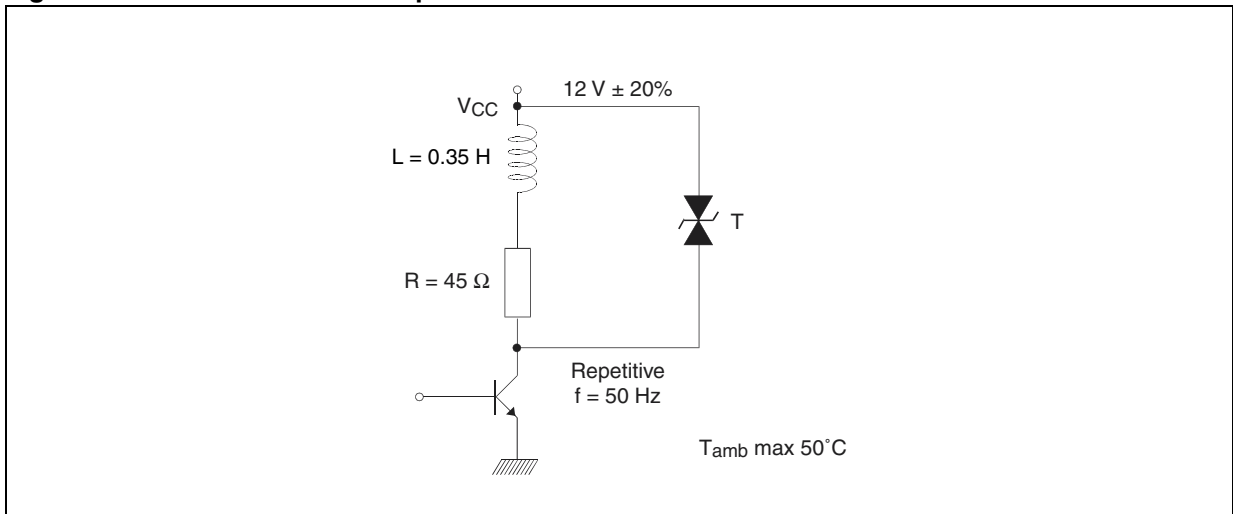 12 V ± 20%
VCC
L = 0.35 H
T
R = 45 Ω
Repetitive
f = 50 Hz
Tamb max 50˚C